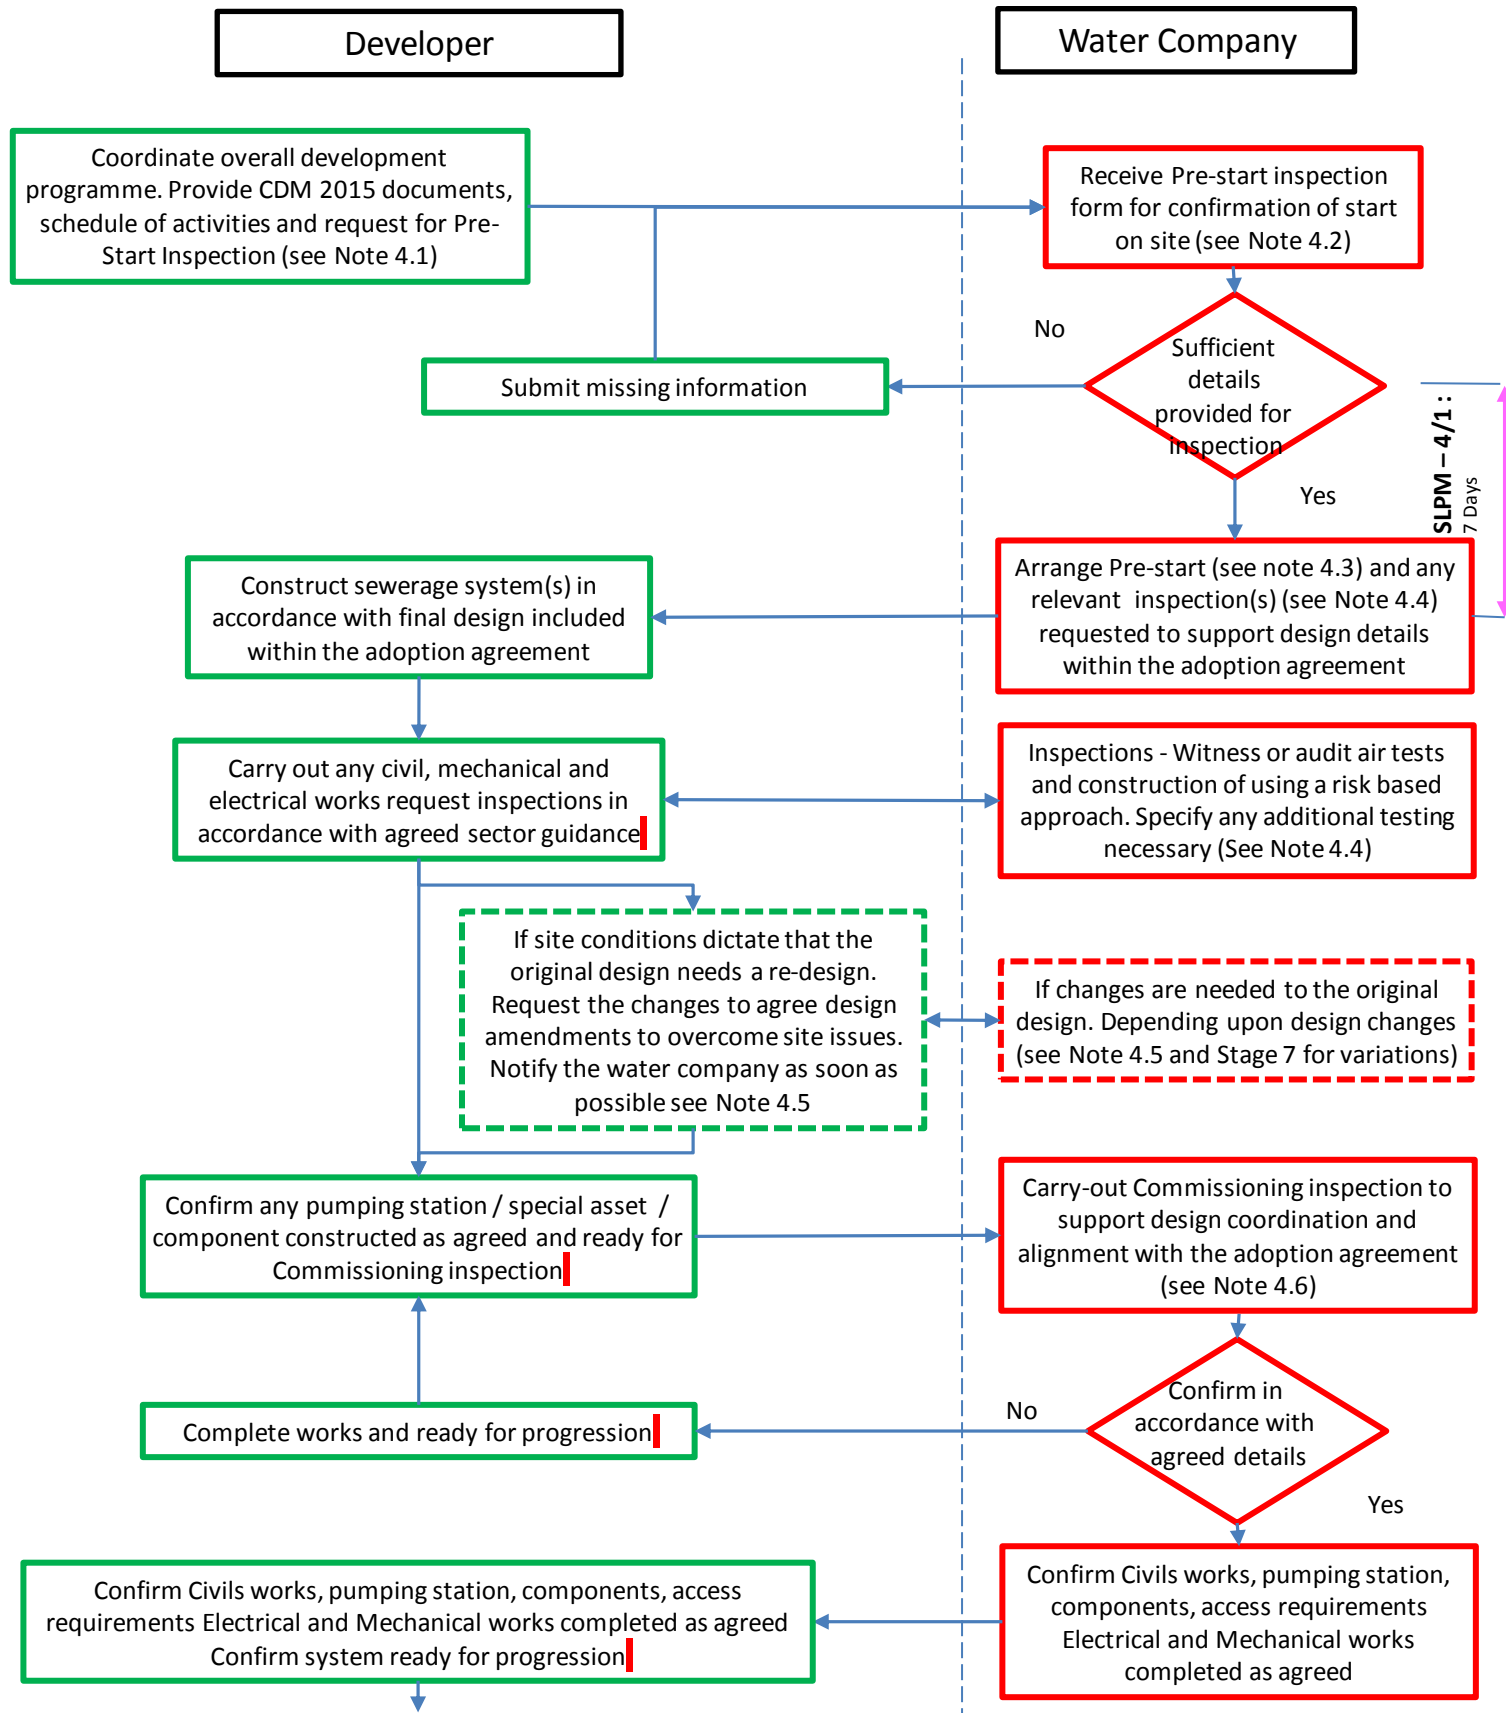 Developer
Water Company
Coordinate overall development
programme. Provide CDM 2015 documents,
schedule of activities and request for Pre-
Start Inspection (see Note 4.1)
Receive Pre-start inspection
form for confirmation of start
on site (see Note 4.2)
No
Sufficient
details
provided for
inspection
Submit missing information
Yes
SLPM – 4/1 :
7 Days
Construct sewerage system(s) in
accordance with final design included
within the adoption agreement
Arrange Pre-start (see note 4.3) and any
relevant inspection(s) (see Note 4.4)
requested to support design details
within the adoption agreement
Carry out any civil, mechanical and
electrical works request inspections in
accordance with agreed sector guidance
Inspections - Witness or audit air tests
and construction of using a risk based
approach. Specify any additional testing
necessary (See Note 4.4)
If site conditions dictate that the
original design needs a re-design.
Request the changes to agree design
amendments to overcome site issues.
Notify the water company as soon as
possible see Note 4.5
If changes are needed to the original
design. Depending upon design changes
(see Note 4.5 and Stage 7 for variations)
Confirm any pumping station / special asset /
component constructed as agreed and ready for
Commissioning inspection
Carry-out Commissioning inspection to
support design coordination and
alignment with the adoption agreement
(see Note 4.6)
Complete works and ready for progression
No
Confirm in
accordance with
agreed details
Yes
Confirm Civils works, pumping station, components, access
requirements Electrical and Mechanical works completed as agreed
Confirm system ready for progression
Confirm Civils works, pumping station,
components, access requirements
Electrical and Mechanical works
completed as agreed